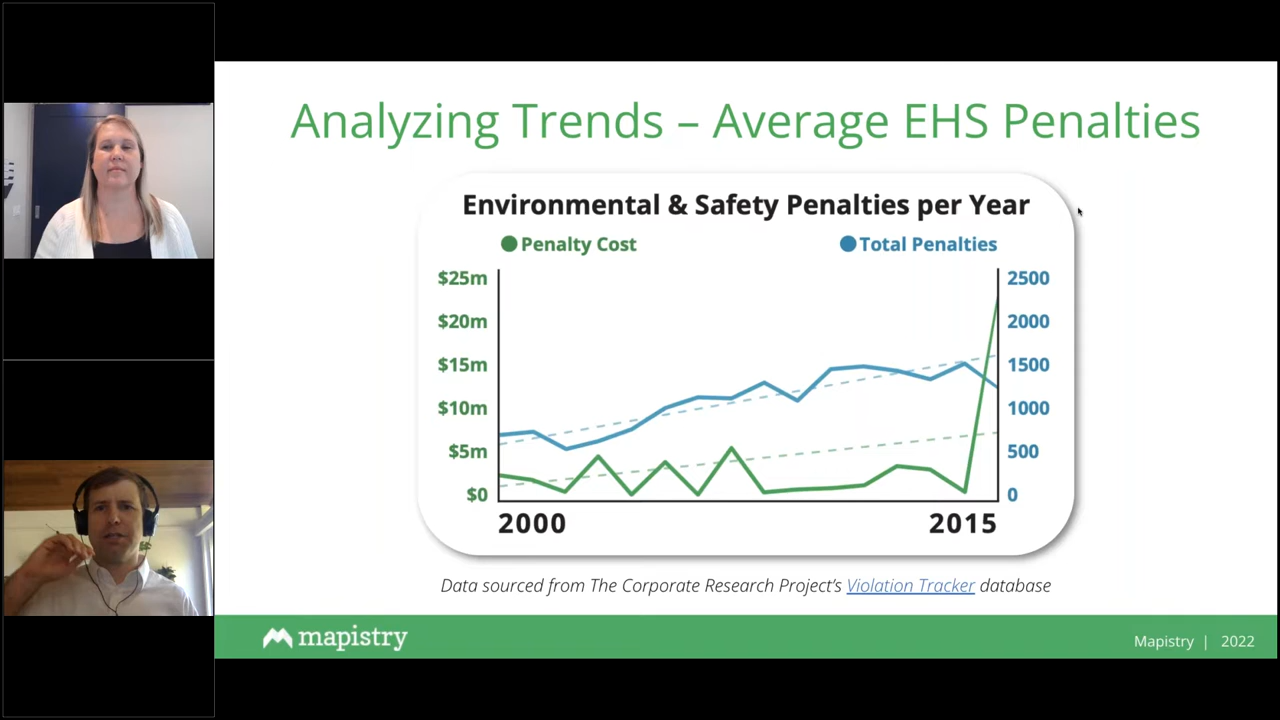 Analyzing Trends – Average EHS Penalties
Environmental & Safety Penalties per Year
Penalty Cost
Total Penalties
$25m
2500
$20m
2000
$15m
1500
$10m
1000
$5m
500
$0
0
2000
2015
Data sourced from The Corporate Research Project’s Violation Tracker database
mapistry
Mapistry | 2022